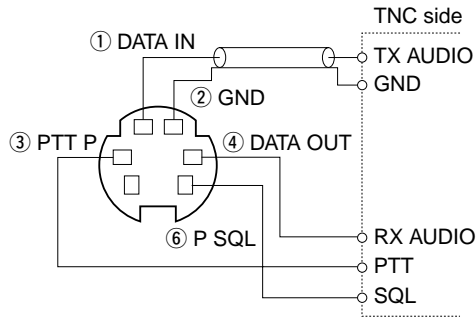 TNC side
① DATA IN
TX AUDIO
② GND
GND
③ PTT P
④ DATA OUT
⑥ P SQL
RX AUDIO
PTT
SQL